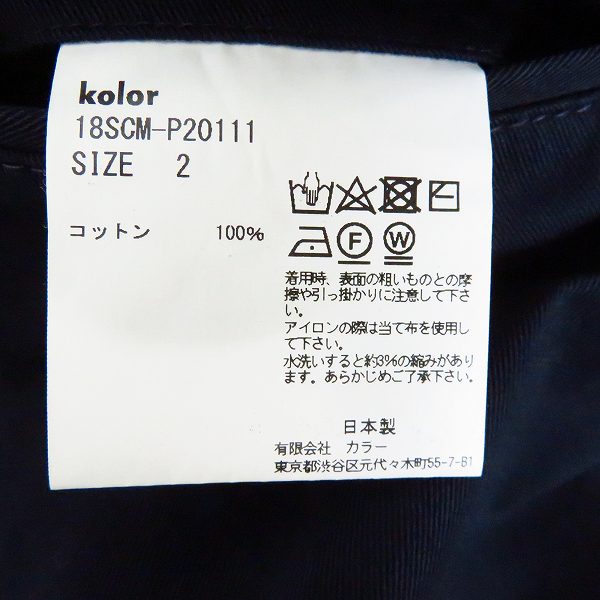 kolor
18SCM-P20111
SIZE 2
コットン 100%
F W
着用時、表面の粗いものとの摩
擦や引っ掛かりに注意して下さ
い。
アイロンの際は当て布を使用し
て下さい。
水洗いすると約3%の縮みがあり
ます。あらかじめご了承下さい。
日本製
有限会社 カラー
東京都渋谷区元代々木町55-7-B1